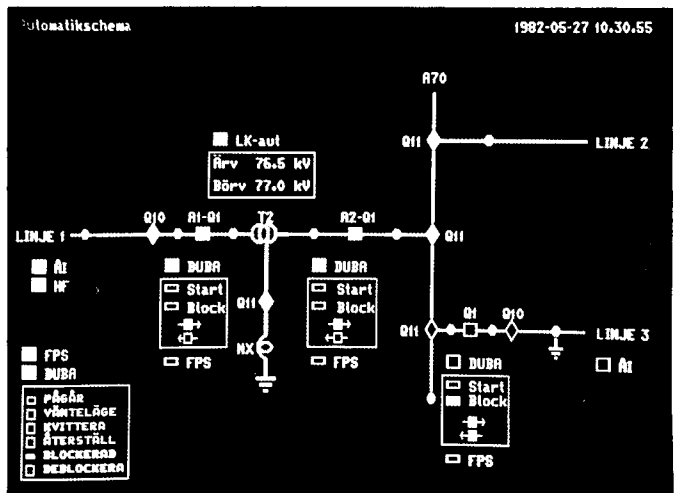 Automatikschema 1982-05-27 10.30.55
A70
LK-aut
Ärv 76.5 kV
Börv 77.0 kV
Q11 LINJE 2
Q10 A1-Q1 T2 A2-Q1
LINJE 1 Q11
ÅI
HF
DUBA
Start
Block
FPS
Q11
NX
DUBA
Start
Block
FPS
Q11 Q1 Q10 LINJE 3
DUBA
Start
Block
FPS
ÅI
FPS
DUBA
PÅGÅR
VÄNTELÄGE
KVITTERA
ÅTERSTÄLL
BLOCKERAD
DEBLOCKERA